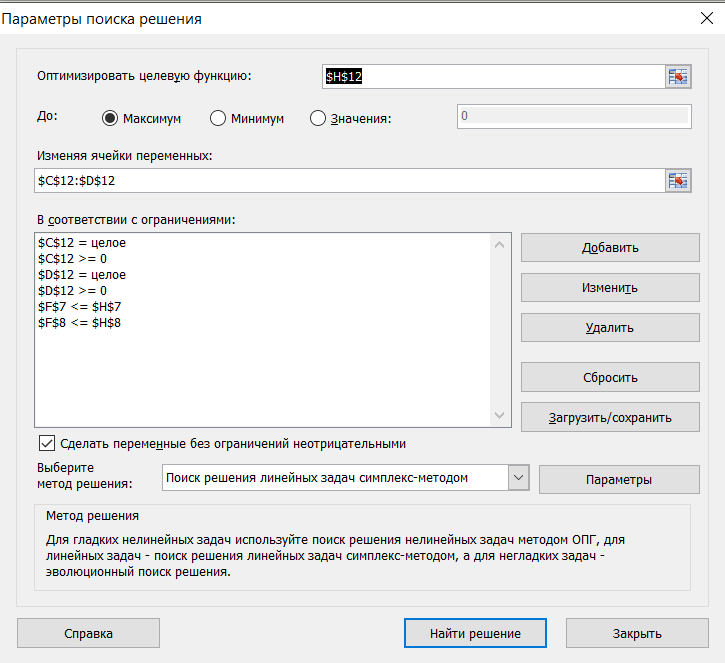 Параметры поиска решения
Оптимизировать целевую функцию:
$H$12
До:
Максимум
Минимум
Значения:
0
Изменяя ячейки переменных:
$C$12:$D$12
В соответствии с ограничениями:
$C$12 = целое
$C$12 >= 0
$D$12 = целое
$D$12 >= 0
$F$7 <= $H$7
$F$8 <= $H$8
Добавить
Изменить
Удалить
Сбросить
Загрузить/сохранить
Сделать переменные без ограничений неотрицательными
Выберите
метод решения:
Поиск решения линейных задач симплекс-методом
Параметры
Метод решения
Для гладких нелинейных задач используйте поиск решения нелинейных задач методом ОПГ, для
линейных задач - поиск решения линейных задач симплекс-методом, а для негладких задач -
эволюционный поиск решения.
Справка
Найти решение
Закрыть